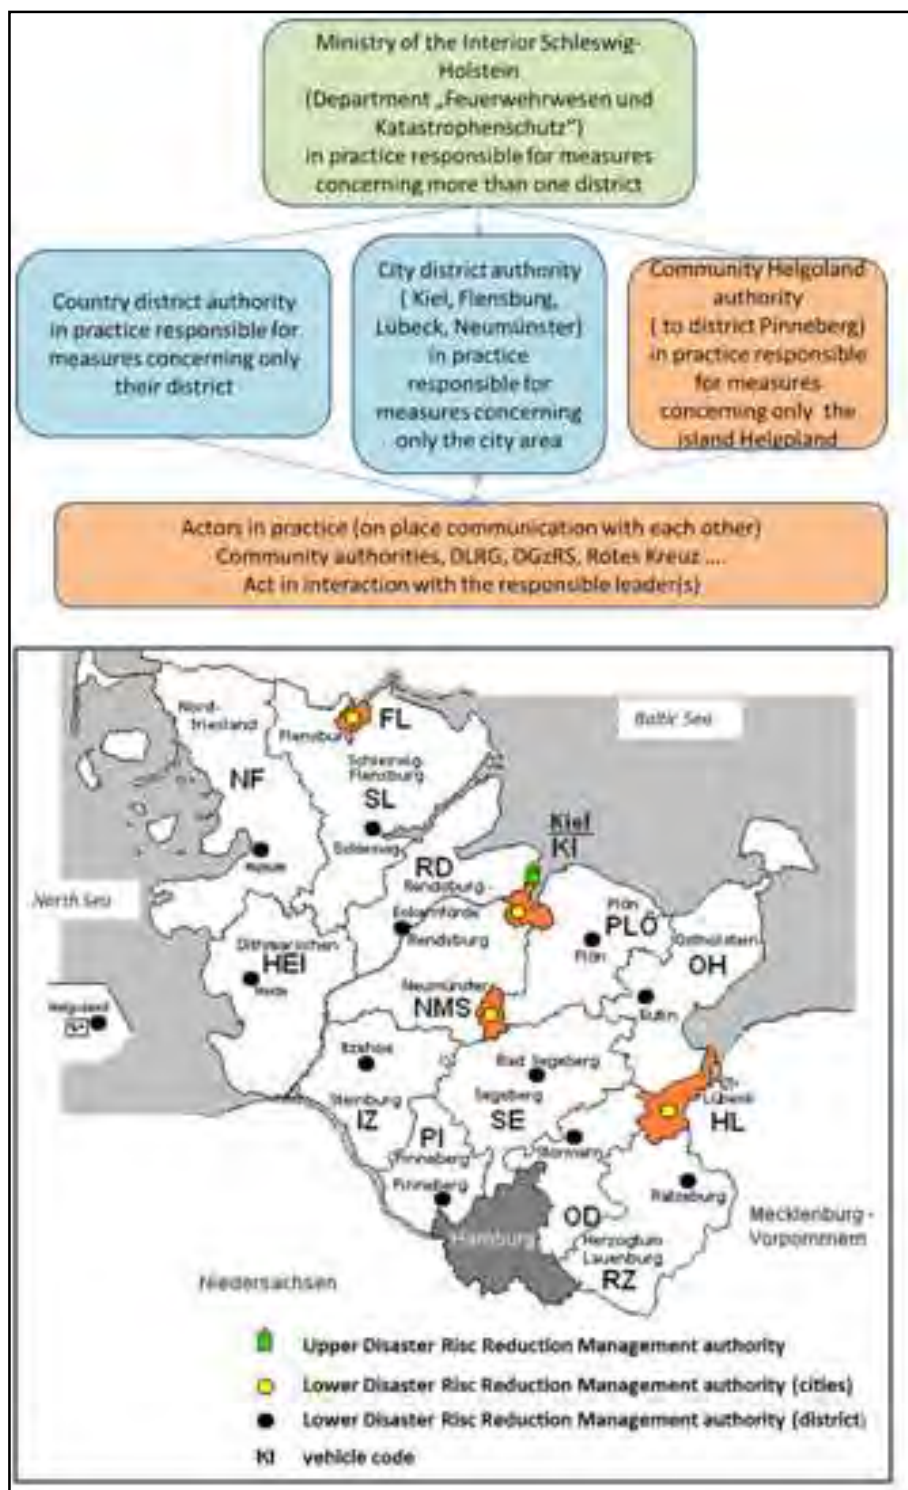 Ministry of the Interior Schleswig-
Holstein
(Department „Feuerwehrwesen und
Katastrophenschutz")
in practice responsible for measures
concerning more than one district
Country district authority
in practice responsible for
measures concerning only
their district
City district authority
( Kiel, Flensburg,
Lübeck, Neumünster)
in practice
responsible for
measures concerning
only the city area
Community Helgoland
authority
( to district Pinneberg)
in practice responsible
for measures
concerning only the
island Helgoland
Actors in practice (on place communication with each other)
Community authorities, DLRG, DGzRS, Rotes Kreuz ....
Act in interaction with the responsible leader(s)
Nord-
friesland
NF
Husum
Flensburg
FL
Schleswig-
Flensburg
SL
Schleswig
Baltic Sea
North Sea
Kiel
KI
RD
Rendsburg-
Eckernförde
Rendsburg
Plön
PLÖ
Plön
Ostholstein
OH
Eutin
Dithmarschen
HEI
Heide
Helgoland
Neumünster
NMS
Itzehoe
Steinburg
IZ
Bad Segeberg
Segeberg
SE
PI
Pinneberg
Pinneberg
Stormarn
Lübeck
HL
Ratzeburg
OD
Herzogtum
Lauenburg
RZ
Hamburg
Mecklenburg -
Vorpommern
Niedersachsen
Upper Disaster Risc Reduction Management authority
Lower Disaster Risc Reduction Management authority (cities)
Lower Disaster Risc Reduction Management authority (district)
KI vehicle code